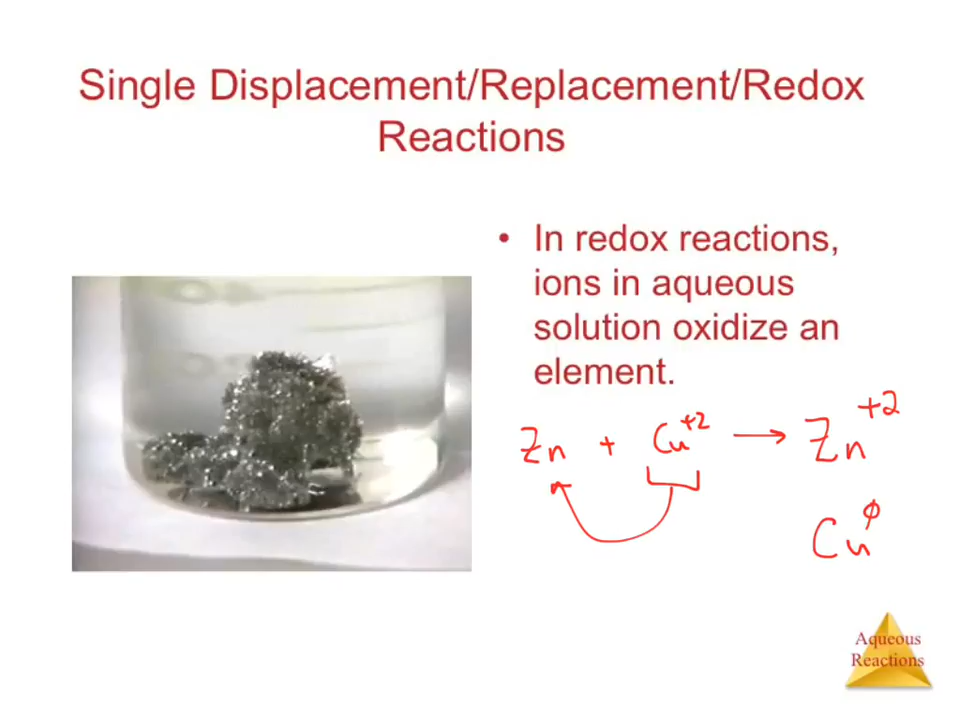 Single Displacement/Replacement/Redox
Reactions
• In redox reactions,
ions in aqueous
solution oxidize an
element.
Zn + Cu⁺² → Zn⁺²
Cu⁰
Aqueous
Reactions